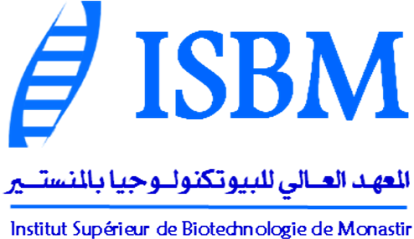 ISBM
المعهد العالي للبيوتكنولوجيا بالمنستير
Institut Supérieur de Biotechnologie de Monastir